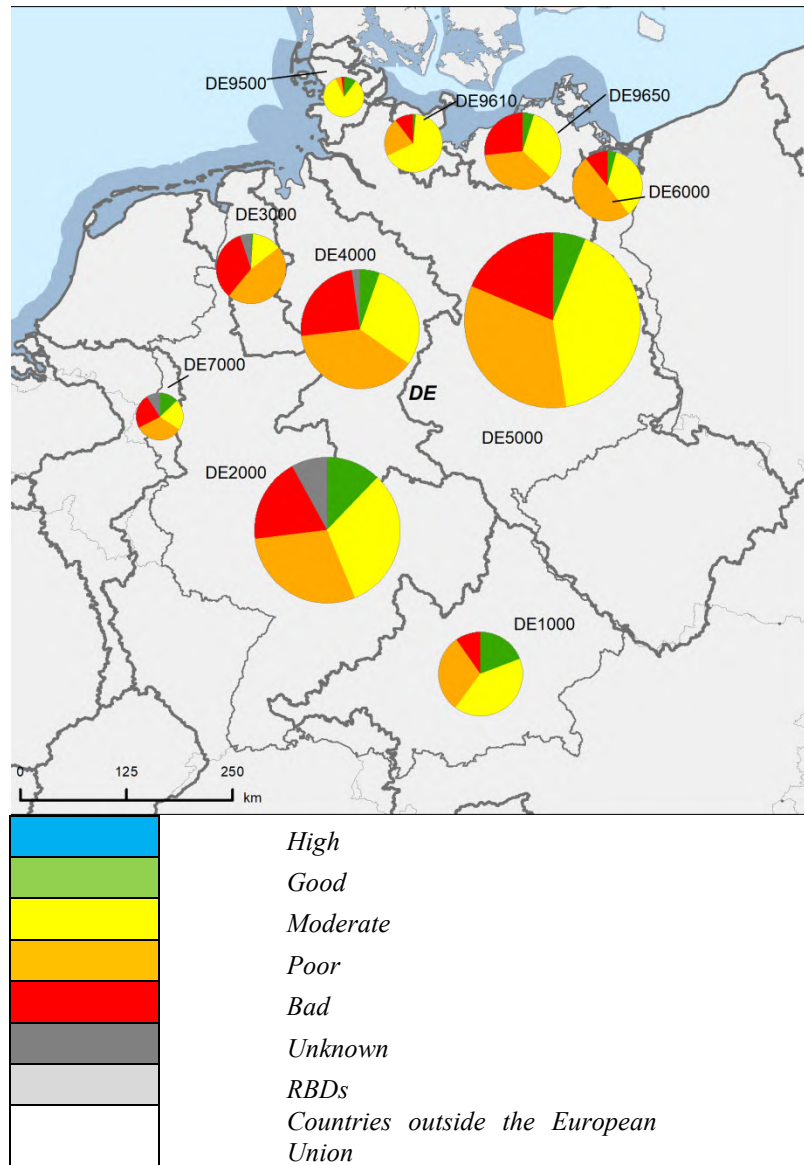 DE9500
DE9610
DE9650
DE6000
DE3000
DE4000
DE7000
DE
DE5000
DE2000
DE1000
0 125 250
km
High
Good
Moderate
Poor
Bad
Unknown
RBDs
Countries outside the European
Union